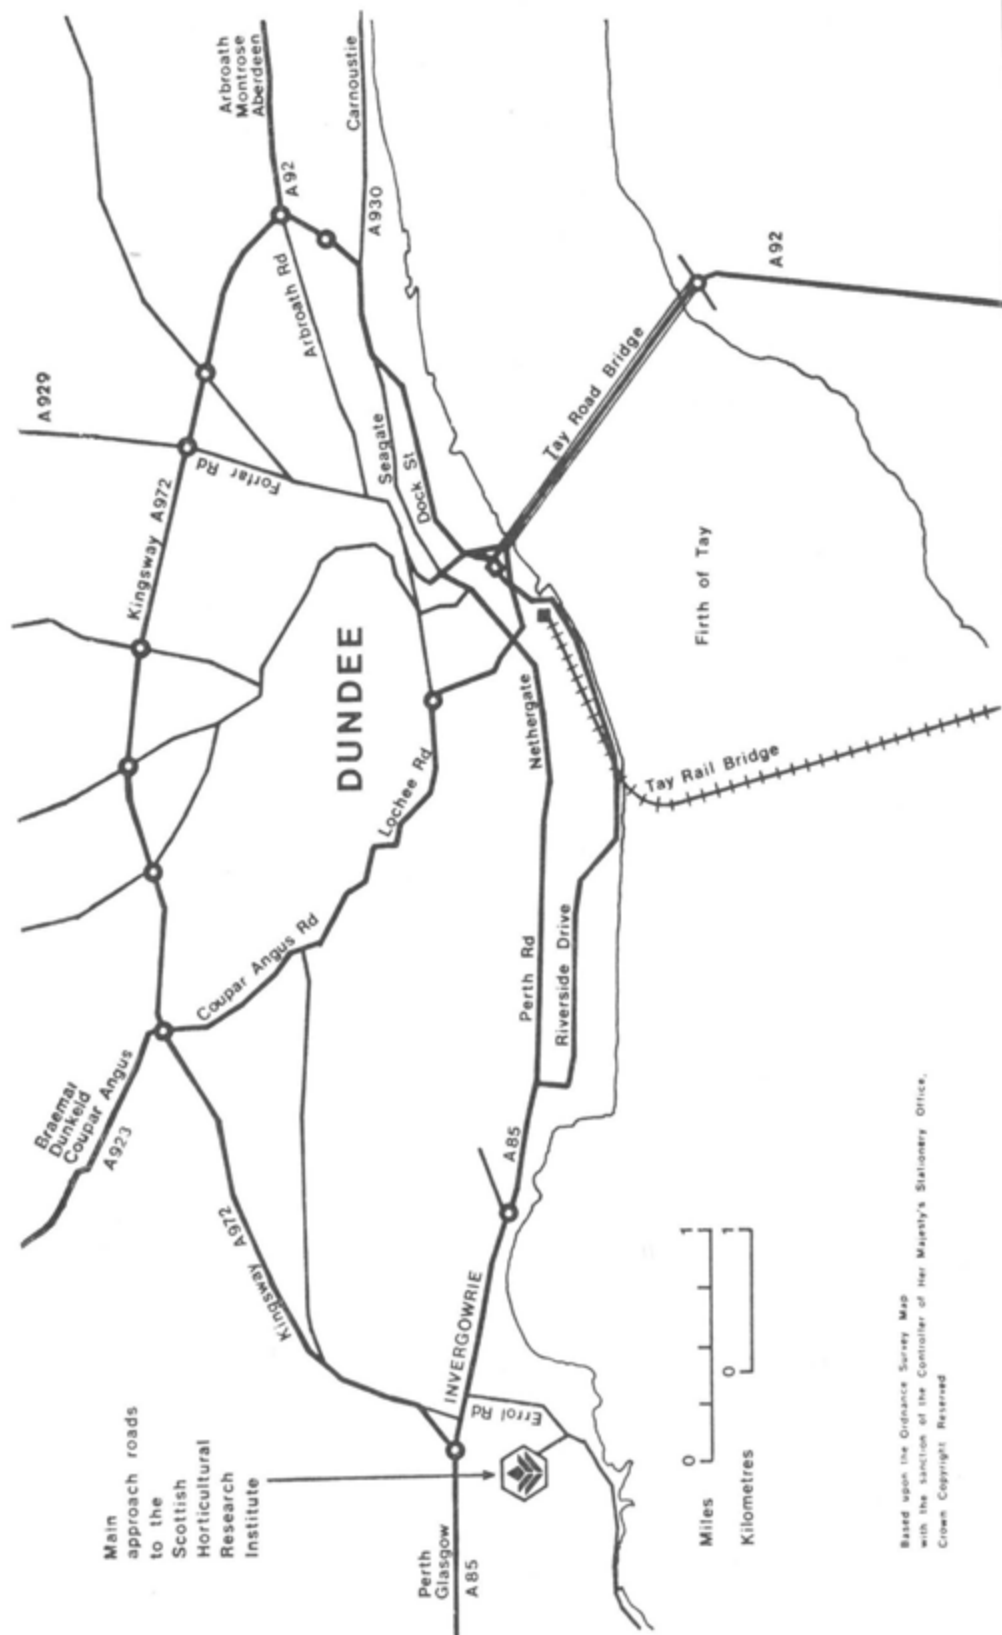 Main
approach roads
to the
Scottish
Horticultural
Research
Institute
Perth
Glasgow
A85
INVERGOWRIE
Errol Rd
Kingsway
A972
Braemar
Dunkeld
Coupar Angus
A923
Coupar Angus Rd
Lochee Rd
DUNDEE
Kingsway A972
A929
Forfar Rd
Arbroath Rd
Arbroath
Montrose
Aberdeen
A92
Carnoustie
A930
Seagate
Dock St
Nethergate
Perth Rd
Riverside Drive
A85
Tay Road Bridge
A92
Firth of Tay
Tay Rail Bridge
Miles
0
1
Kilometres
0
1
Based upon the Ordnance Survey Map
with the sanction of the Controller of Her Majesty's Stationery Office,
Crown Copyright Reserved